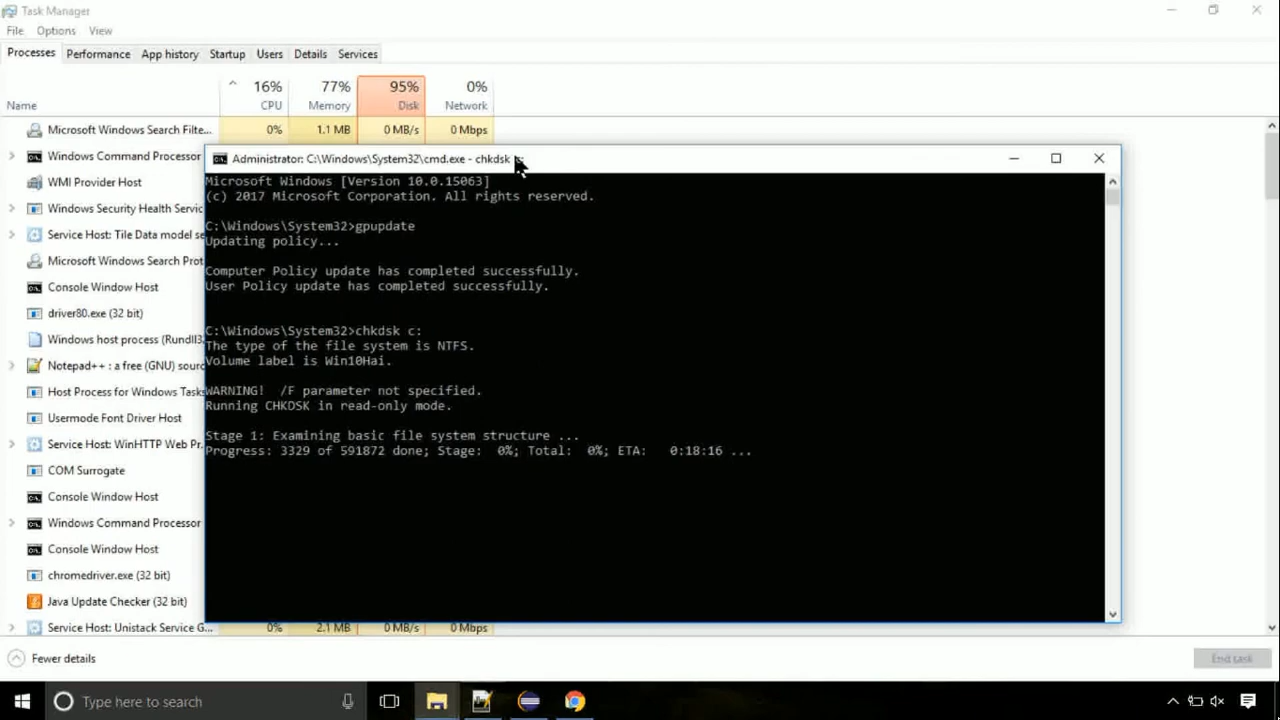 Task Manager
File Options View
Processes Performance App history Startup Users Details Services
16% 77% 95% 0%
Name CPU Memory Disk Network
Microsoft Windows Search Filte... 0% 1.1 MB 0 MB/s 0 Mbps
Windows Command Processor
WMI Provider Host
Windows Security Health Servic
Service Host: Tile Data model se
Microsoft Windows Search Prot
Console Window Host
driver80.exe (32 bit)
Windows host process (Rundll3
Notepad++ : a free (GNU) sourc
Host Process for Windows Task
Usermode Font Driver Host
Service Host: WinHTTP Web Pr
COM Surrogate
Console Window Host
Windows Command Processor
Console Window Host
chromedriver.exe (32 bit)
Java Update Checker (32 bit)
Service Host: Unistack Service G... 0% 2.1 MB 0 MB/s 0 Mbps
Administrator: C:\Windows\System32\cmd.exe - chkdsk
Microsoft Windows [Version 10.0.15063]
(c) 2017 Microsoft Corporation. All rights reserved.
C:\Windows\System32>gpupdate
Updating policy...
Computer Policy update has completed successfully.
User Policy update has completed successfully.
C:\Windows\System32>chkdsk c:
The type of the file system is NTFS.
Volume label is Win10Hai.
WARNING! /F parameter not specified.
Running CHKDSK in read-only mode.
Stage 1: Examining basic file system structure ...
Progress: 3329 of 591872 done; Stage: 0%; Total: 0%; ETA: 0:18:16 ...
Fewer details
End task
Type here to search